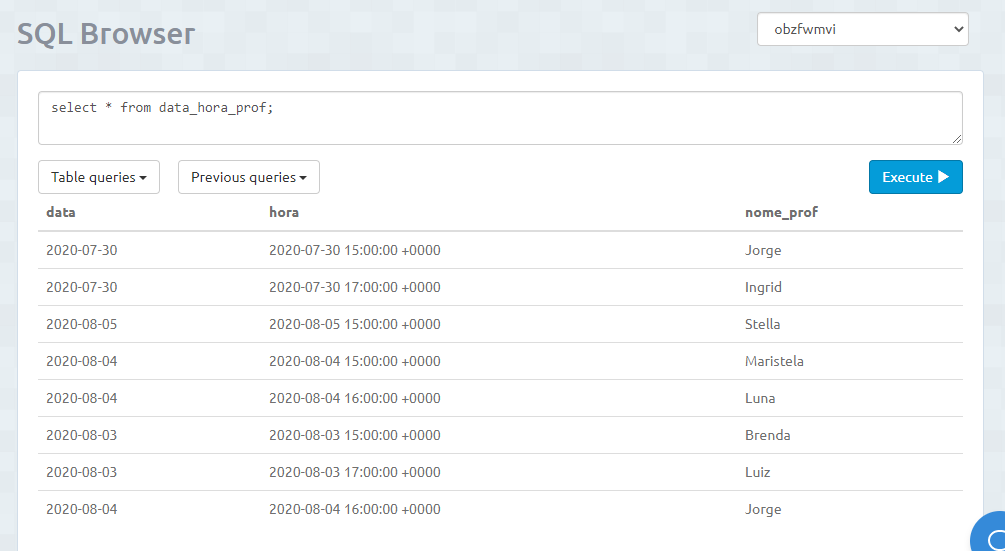 SQL Browser
obzfwmvi
select * from data_hora_prof;
Table queries
Previous queries
Execute
data hora nome_prof
2020-07-30 2020-07-30 15:00:00 +0000 Jorge
2020-07-30 2020-07-30 17:00:00 +0000 Ingrid
2020-08-05 2020-08-05 15:00:00 +0000 Stella
2020-08-04 2020-08-04 15:00:00 +0000 Maristela
2020-08-04 2020-08-04 16:00:00 +0000 Luna
2020-08-03 2020-08-03 15:00:00 +0000 Brenda
2020-08-03 2020-08-03 17:00:00 +0000 Luiz
2020-08-04 2020-08-04 16:00:00 +0000 Jorge